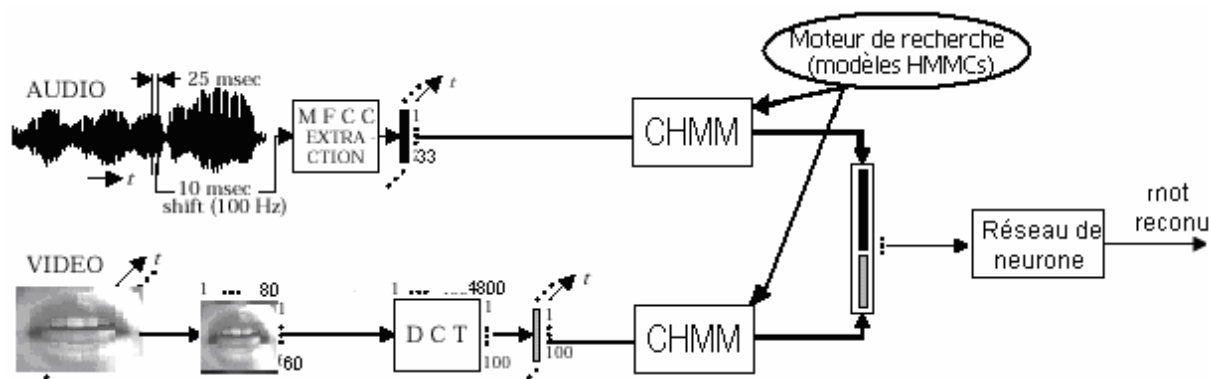 Moteur de recherche
(modèles HMMCs)
25 msec
AUDIO
t
M F C C
EXTRA -
CTION
1
33
t
CHMM
10 msec
shift (100 Hz)
t
rnot
reconu
Réseau de
neurone
VIDEO
t
1 .... 80
1
60
1 ... ....4800
D C T
1
100
t
1
100
CHMM